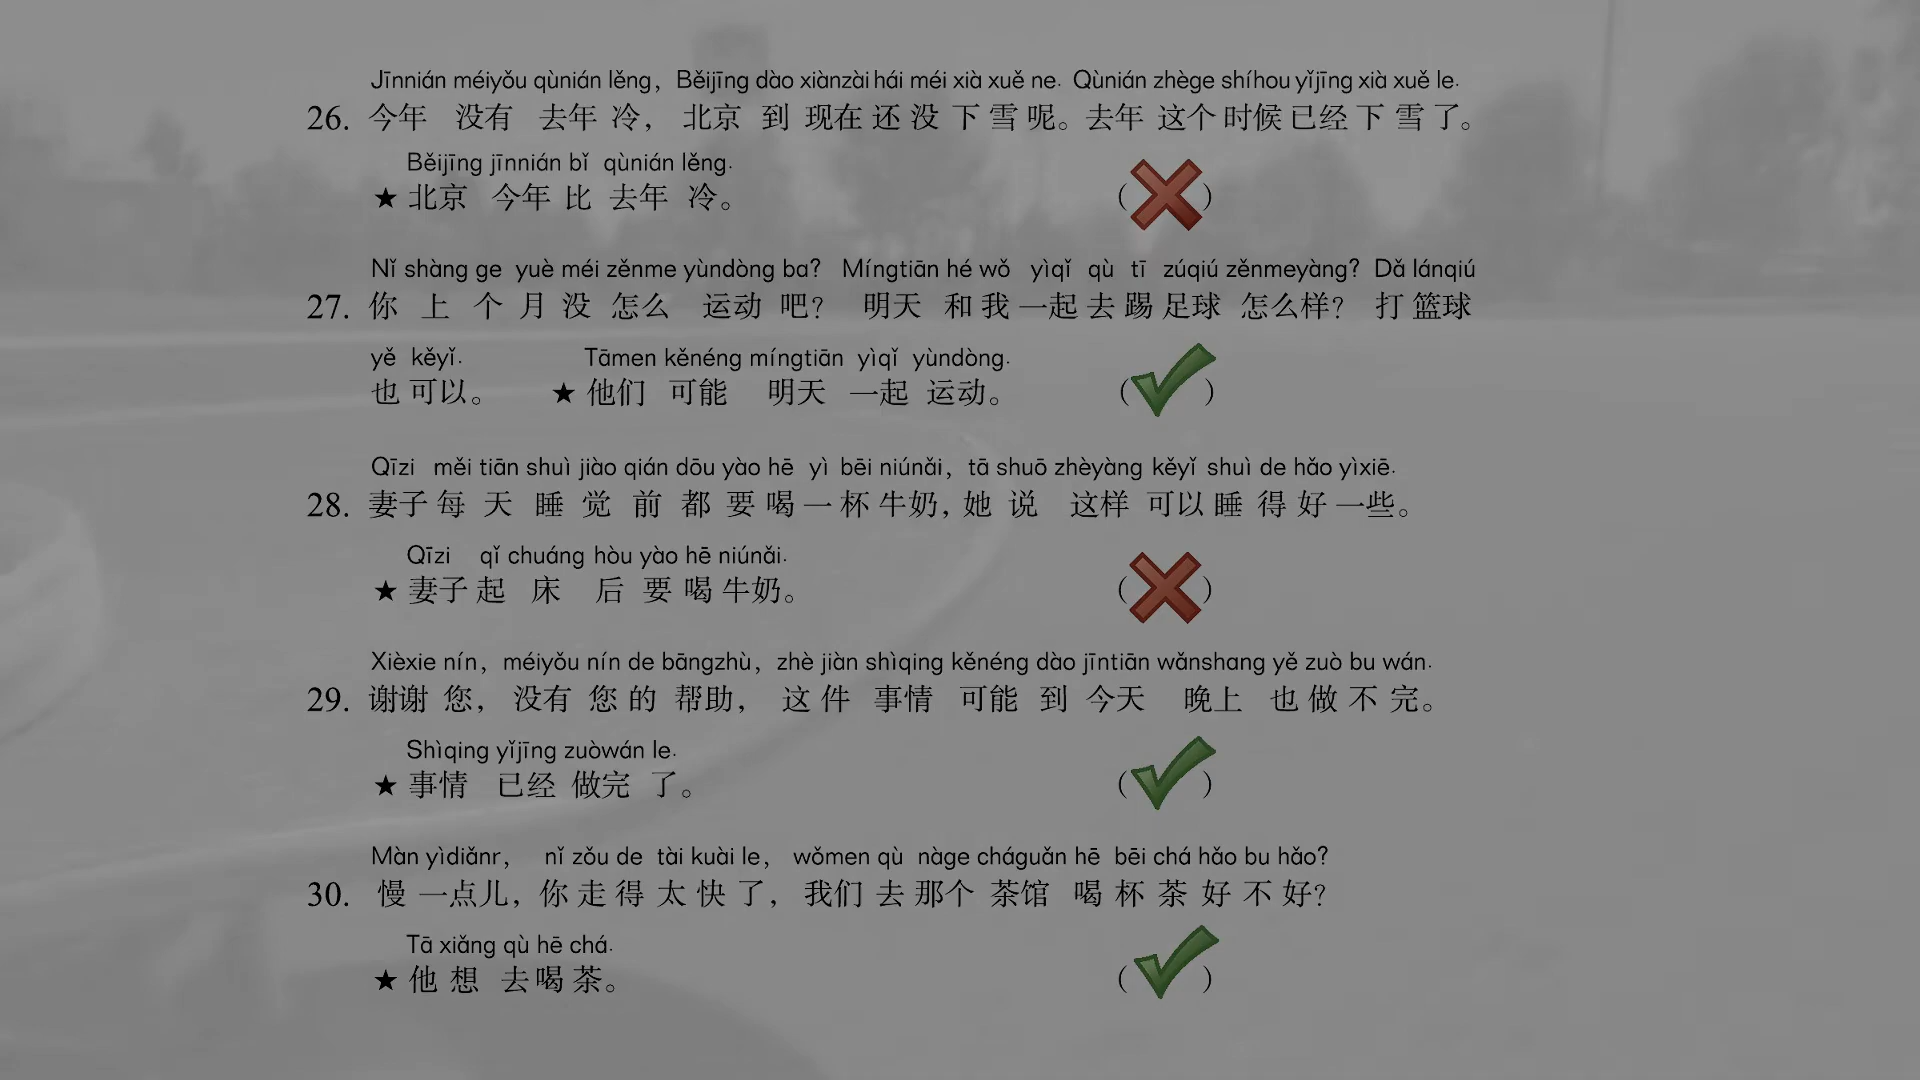 Jīnnián méiyǒu qùnián lěng, Běijīng dào xiànzài hái méi xià xuě ne. Qùnián zhège shíhou yǐjīng xià xuě le.
26. 今年 没有 去年 冷， 北京 到 现在 还 没 下 雪 呢。去年 这个 时候 已经 下 雪 了。
Běijīng jīnnián bǐ qùnián lěng.
★ 北京 今年 比 去年 冷。 ( )
Nǐ shàng ge yuè méi zěnme yùndòng ba? Míngtiān hé wǒ yìqǐ qù tī zúqiú zěnmeyàng? Dǎ lánqiú
27. 你 上 个 月 没 怎么 运动 吧？ 明天 和 我 一起 去 踢 足球 怎么样？ 打 篮球
yě kěyǐ. Tāmen kěnéng míngtiān yìqǐ yùndòng.
也 可以。 ★ 他们 可能 明天 一起 运动。 ( )
Qīzi měi tiān shuì jiào qián dōu yào hē yì bēi niúnǎi, tā shuō zhèyàng kěyǐ shuì de hǎo yìxiē.
28. 妻子 每 天 睡 觉 前 都 要 喝 一 杯 牛奶，她 说 这样 可以 睡 得 好 一些。
Qīzi qǐ chuáng hòu yào hē niúnǎi.
★ 妻子 起 床 后 要 喝 牛奶。 ( )
Xièxie nín, méiyǒu nín de bāngzhù, zhè jiàn shìqing kěnéng dào jīntiān wǎnshang yě zuò bu wán.
29. 谢谢 您， 没有 您 的 帮助， 这 件 事情 可能 到 今天 晚上 也 做 不 完。
Shìqing yǐjīng zuòwán le.
★ 事情 已经 做完 了。 ( )
Màn yìdiǎnr, nǐ zǒu de tài kuài le, wǒmen qù nàge cháguǎn hē bēi chá hǎo bu hǎo?
30. 慢 一点儿，你 走 得 太 快 了， 我们 去 那个 茶馆 喝 杯 茶 好 不 好？
Tā xiǎng qù hē chá.
★ 他 想 去 喝 茶。 ( )